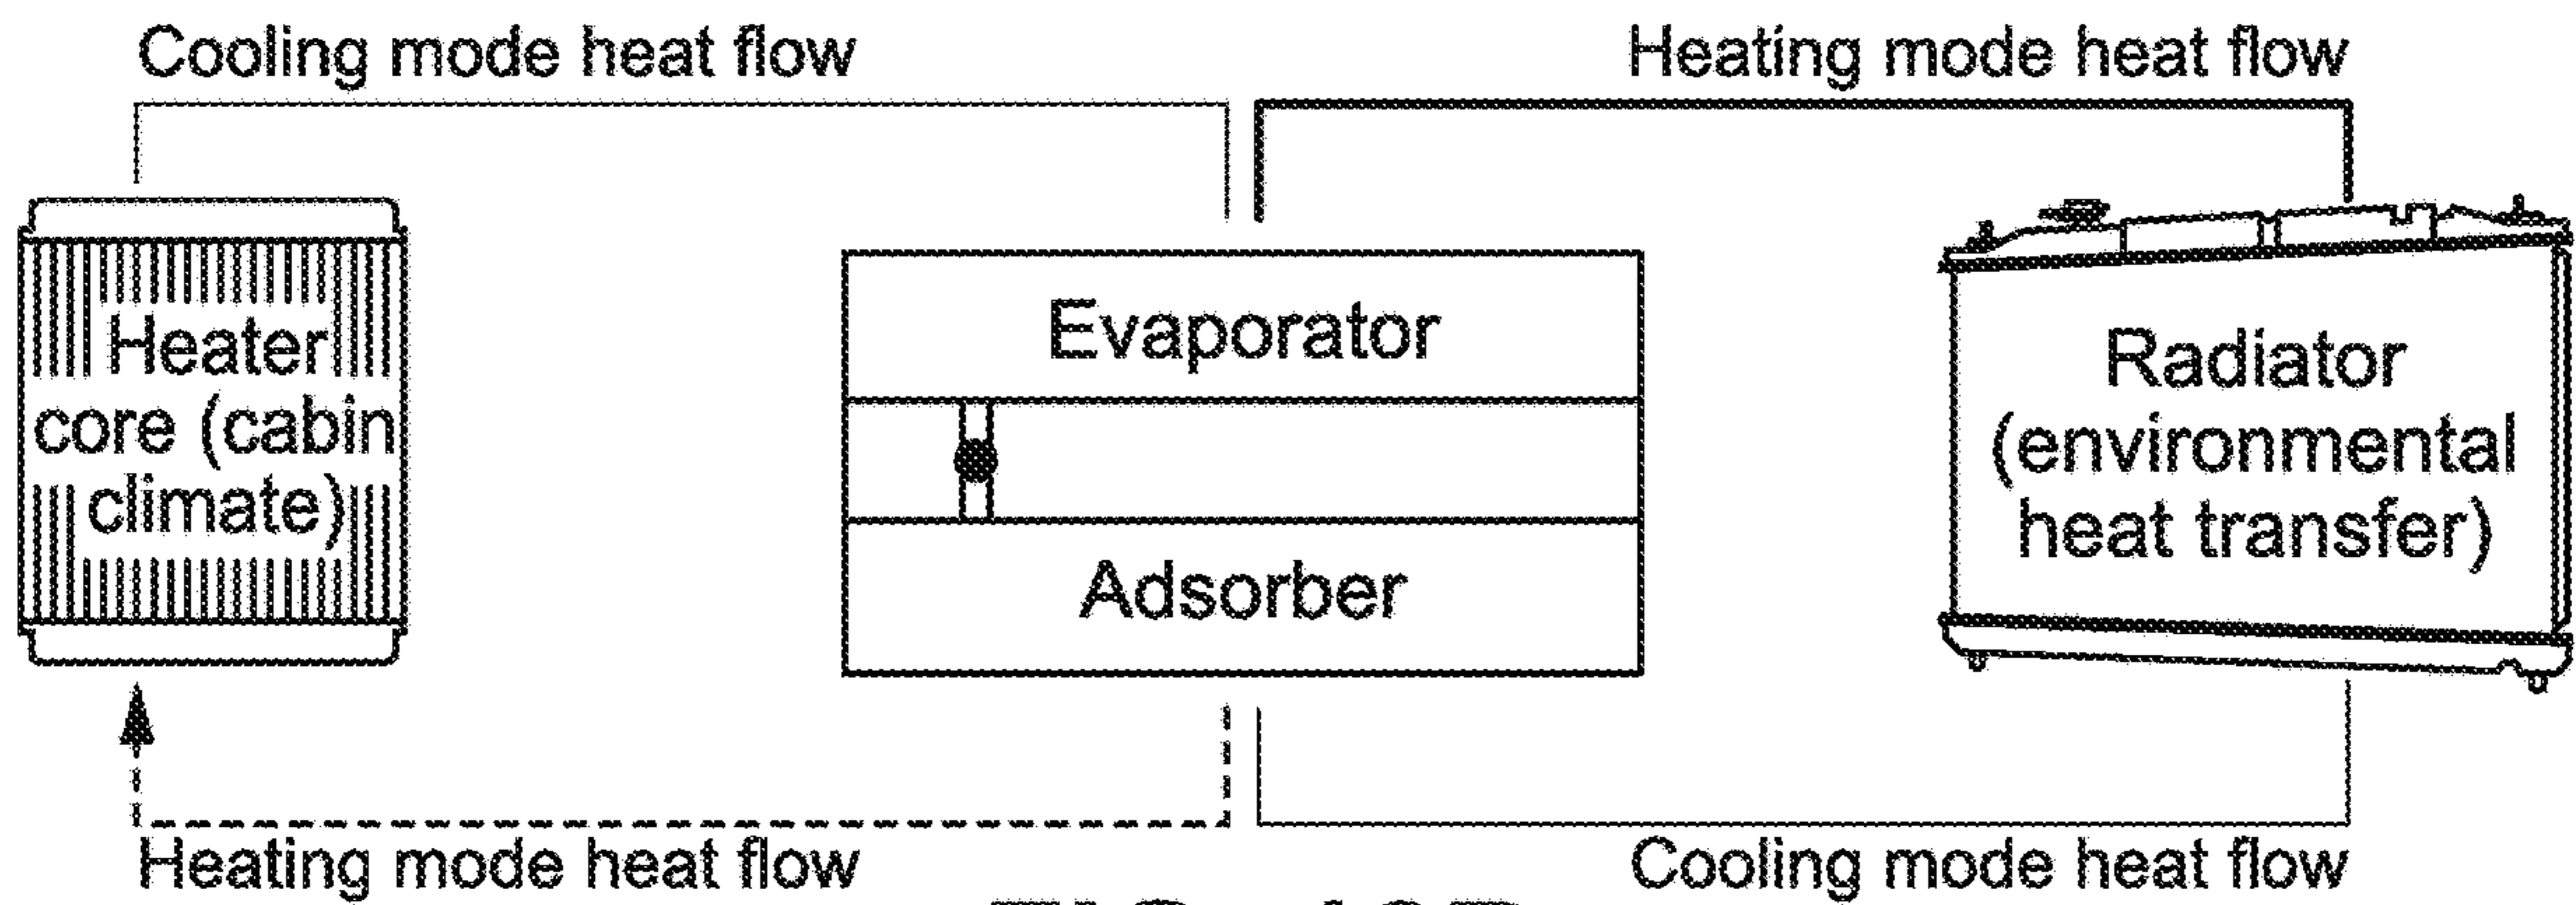 Cooling mode heat flow
Heating mode heat flow
Heater
core (cabin
climate)
Evaporator
Adsorber
Radiator
(environmental
heat transfer)
Heating mode heat flow
Cooling mode heat flow